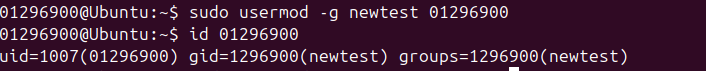 01296900@Ubuntu:~$ sudo usermod -g newtest 01296900
01296900@Ubuntu:~$ id 01296900
uid=1007(01296900) gid=1296900(newtest) groups=1296900(newtest)